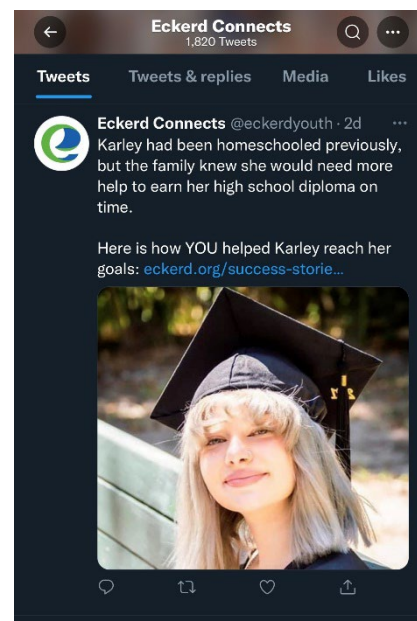 Eckerd Connects
1,820 Tweets
Tweets Tweets & replies Media Likes
Eckerd Connects @eckerdyouth · 2d
Karley had been homeschooled previously,
but the family knew she would need more
help to earn her high school diploma on
time.
Here is how YOU helped Karley reach her
goals: eckerd.org/success-storie...